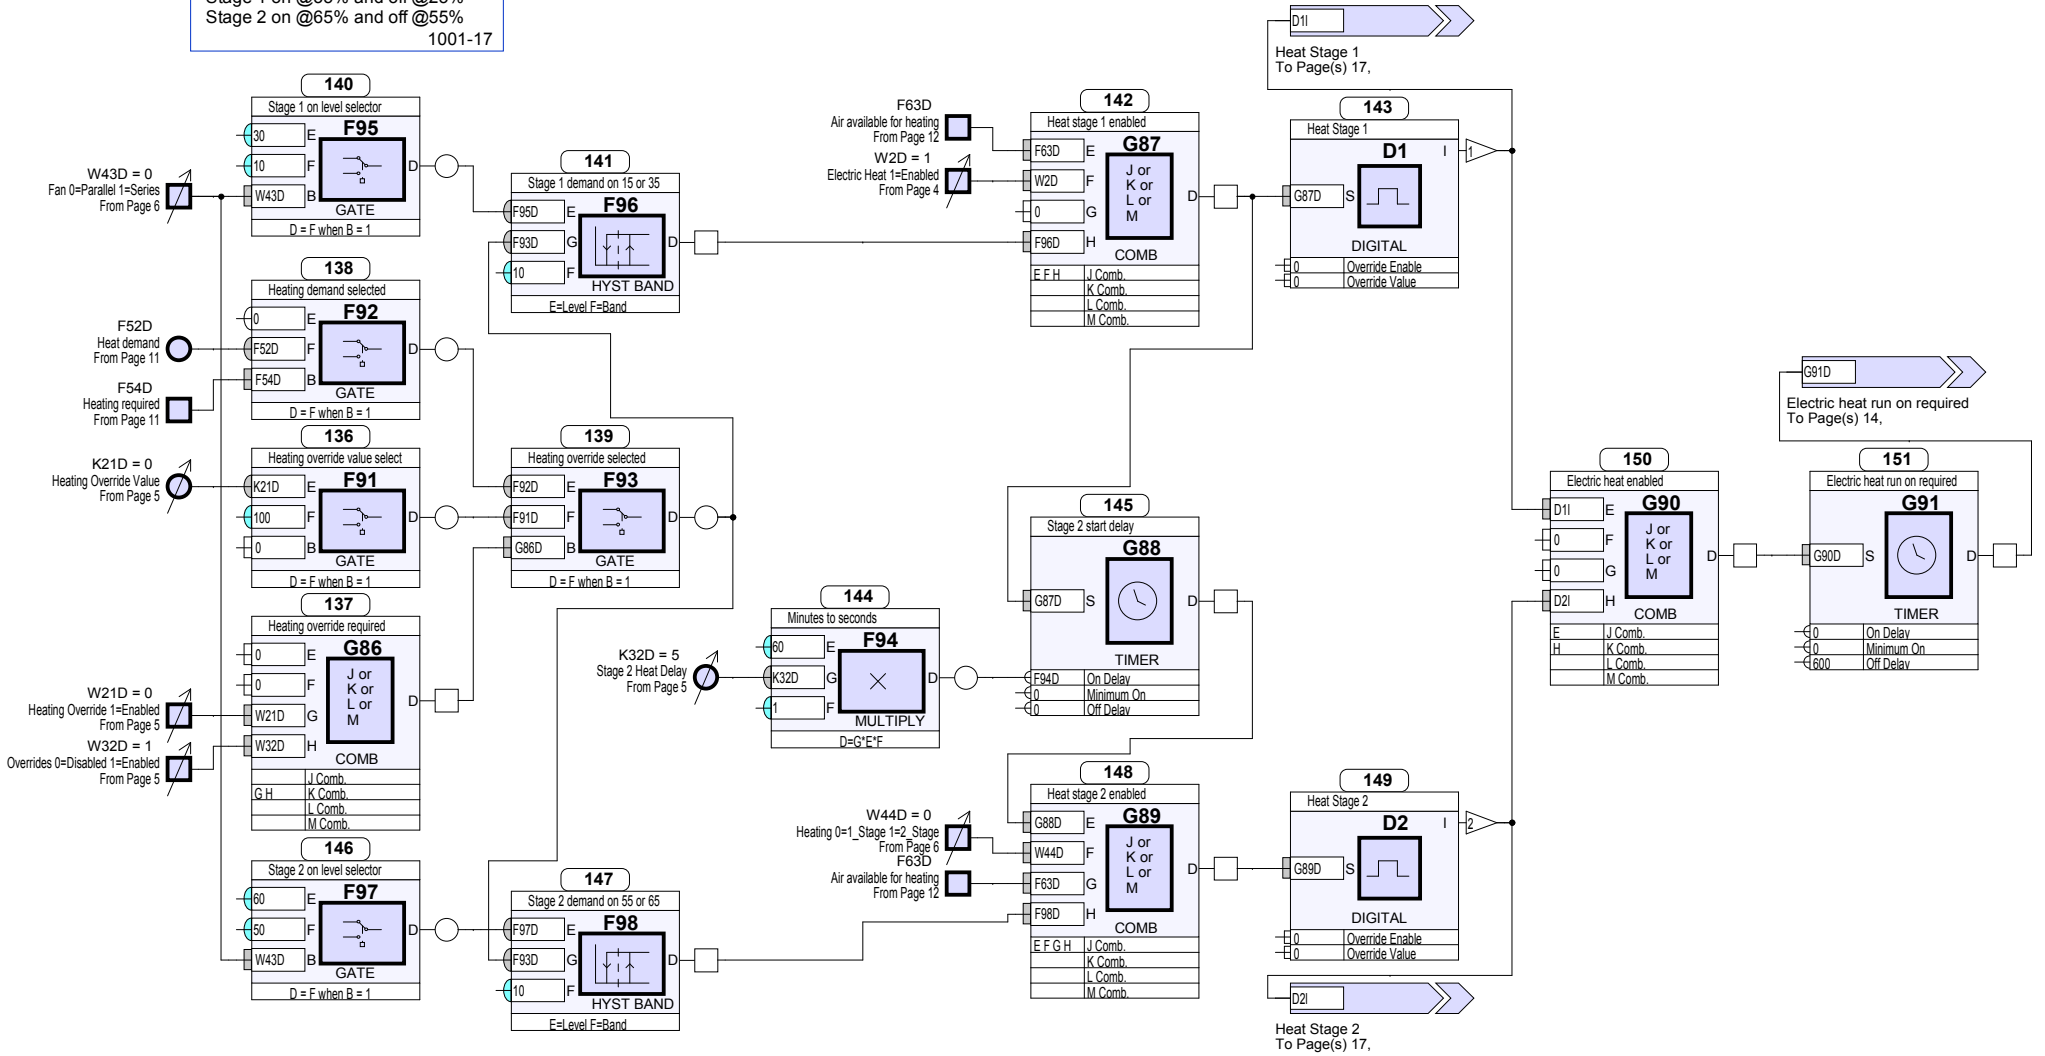 Stage 2 on @65% and off @55%
1001-17
140
Stage 1 on level selector
30 E F95
10 F D
W43D B
GATE
D = F when B = 1
W43D = 0
Fan 0=Parallel 1=Series
From Page 6
138
Heating demand selected
0 E F92
F52D F D
F54D B
GATE
D = F when B = 1
F52D
Heat demand
From Page 11
F54D
Heating required
From Page 11
136
Heating override value select
K21D E F91
100 F D
0 B
GATE
D = F when B = 1
K21D = 0
Heating Override Value
From Page 5
137
Heating override required
0 E G86
0 F J or
K or
L or
M
W21D G D
W32D H
COMB
J Comb.
G H K Comb.
L Comb.
M Comb.
W21D = 0
Heating Override 1=Enabled
From Page 5
W32D = 1
Overrides 0=Disabled 1=Enabled
From Page 5
146
Stage 2 on level selector
60 E F97
50 F D
W43D B
GATE
D = F when B = 1
141
Stage 1 demand on 15 or 35
F95D E F96
F93D G D
10 F
HYST BAND
E=Level F=Band
139
Heating override selected
F92D E F93
F91D F D
G86D B
GATE
D = F when B = 1
147
Stage 2 demand on 55 or 65
F97D E F98
F93D G D
10 F
HYST BAND
E=Level F=Band
144
Minutes to seconds
60 E F94
K32D G D
1 F
MULTIPLY
D=G*E*F
K32D = 5
Stage 2 Heat Delay
From Page 5
F63D
Air available for heating
From Page 12
W2D = 1
Electric Heat 1=Enabled
From Page 4
142
Heat stage 1 enabled
G87
F63D E J or
W2D F K or
L or
M
0 G D
F96D H
COMB
E F H J Comb.
K Comb.
L Comb.
M Comb.
145
Stage 2 start delay
G88
G87D S D
TIMER
F94D On Delay
0 Minimum On
0 Off Delay
W44D = 0
Heating 0=1_Stage 1=2_Stage
From Page 6
F63D
Air available for heating
From Page 12
148
Heat stage 2 enabled
G88D E G89
W44D F J or
K or
L or
M
F63D G D
F98D H
COMB
E F G H J Comb.
K Comb.
L Comb.
M Comb.
D1I
Heat Stage 1
To Page(s) 17,
143
Heat Stage 1
D1 I 1
G87D S
DIGITAL
0 Override Enable
0 Override Value
149
Heat Stage 2
D2 I 2
G89D S
DIGITAL
0 Override Enable
0 Override Value
D2I
Heat Stage 2
To Page(s) 17,
150
Electric heat enabled
D1I E G90
0 F J or
K or
L or
M
0 G D
D2I H
COMB
E J Comb.
H K Comb.
L Comb.
M Comb.
G91D
Electric heat run on required
To Page(s) 14,
151
Electric heat run on required
G91
G90D S D
TIMER
0 On Delay
0 Minimum On
600 Off Delay